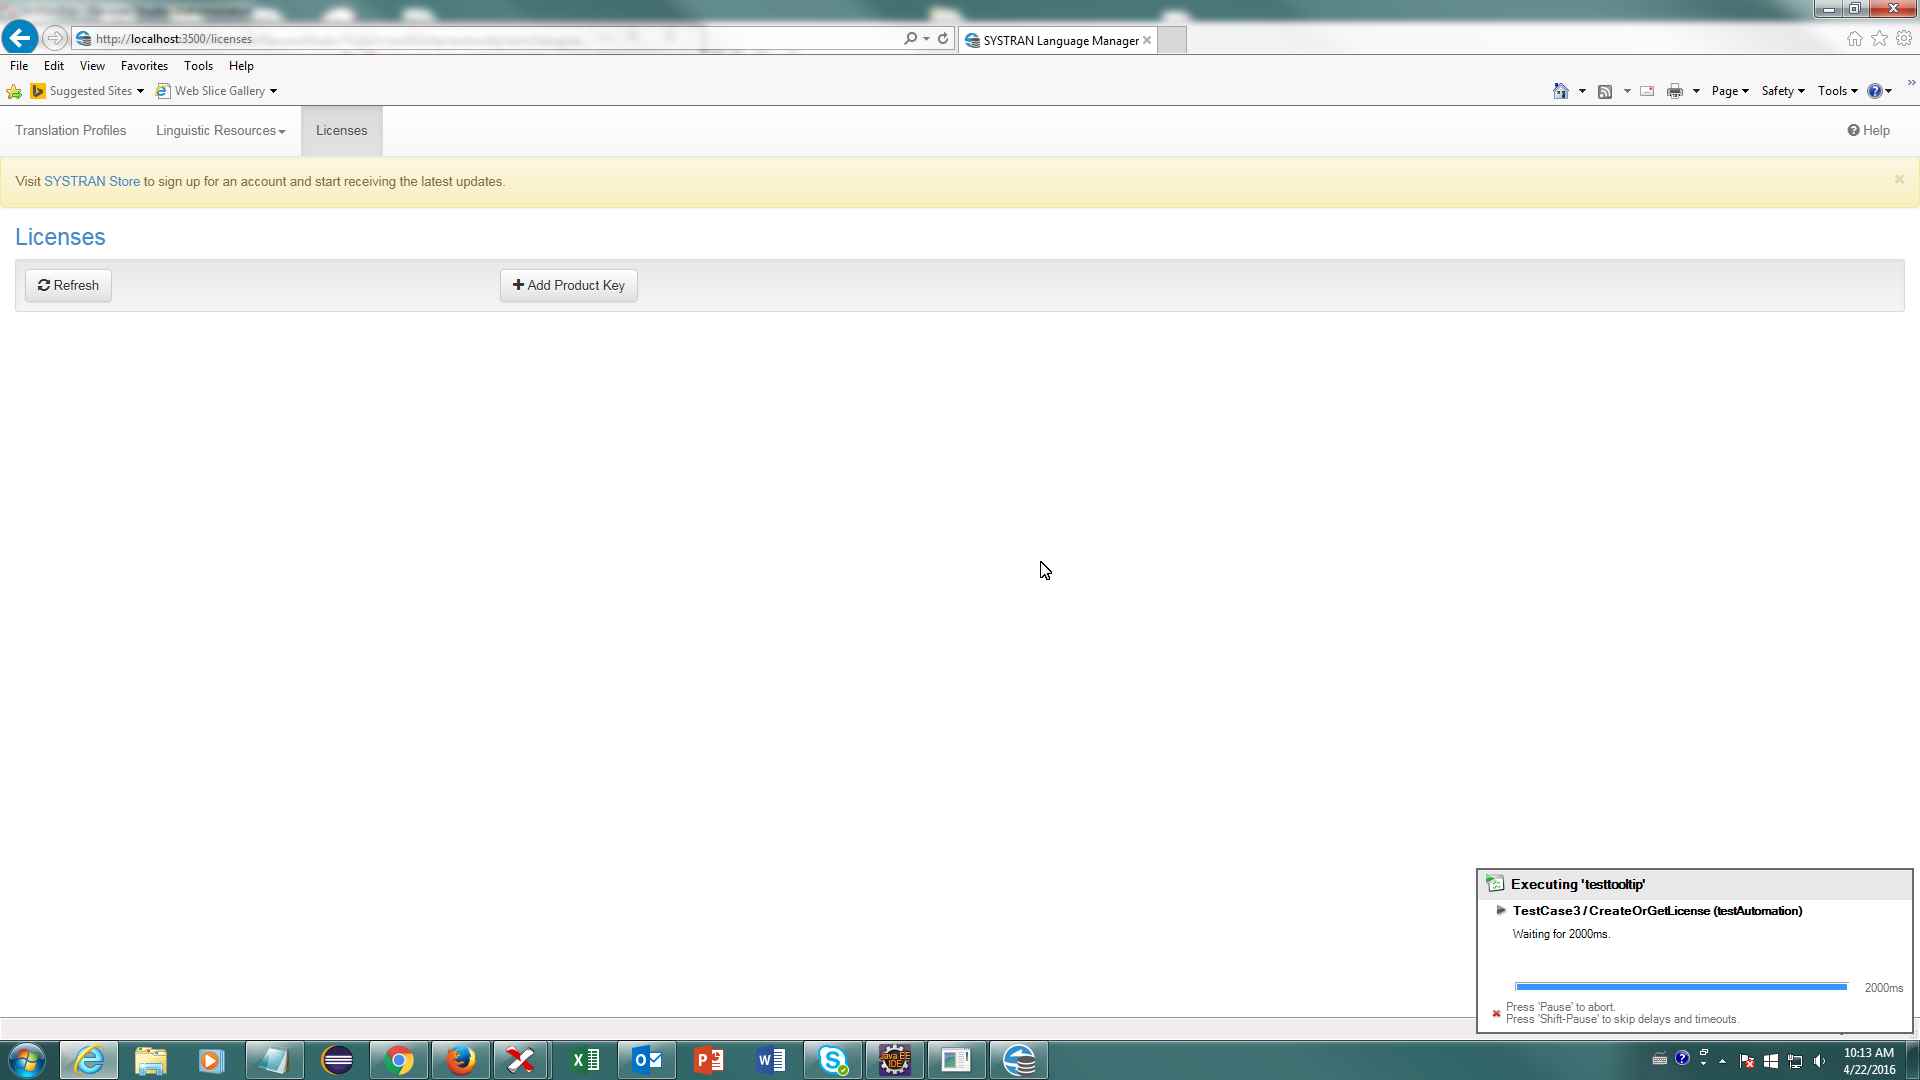 http://localhost:3500/licenses
SYSTRAN Language Manager
File Edit View Favorites Tools Help
Suggested Sites Web Slice Gallery
Page Safety Tools
Translation Profiles Linguistic Resources Licenses Help
Visit SYSTRAN Store to sign up for an account and start receiving the latest updates.
Licenses
Refresh Add Product Key
Executing 'testtooltip'
TestCase3 / CreateOrGetLicense (testAutomation)
Waiting for 2000ms.
2000ms
Press 'Pause' to abort.
Press 'Shift-Pause' to skip delays and timeouts.
Java EE
IDE
10:13 AM
4/22/2016